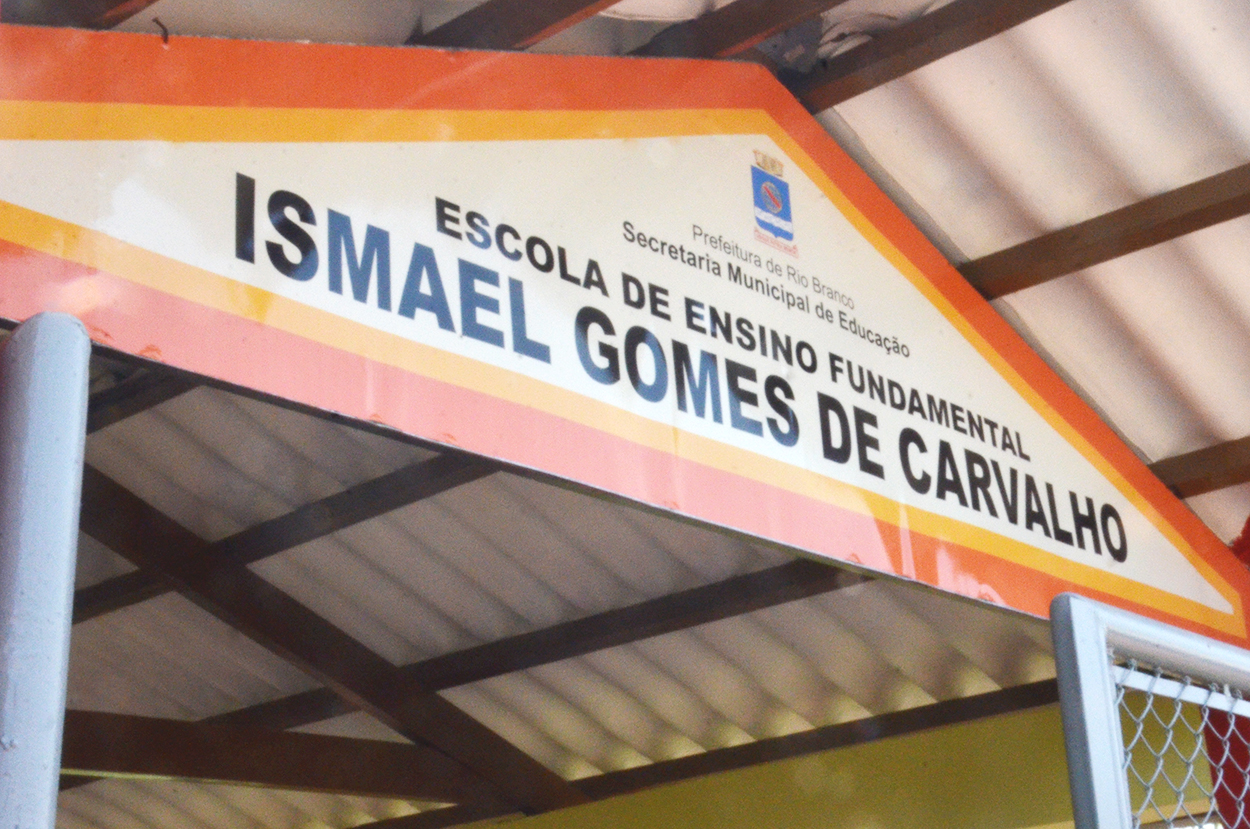 Prefeitura de Rio Branco
Secretaria Municipal de Educação
ESCOLA DE ENSINO FUNDAMENTAL
ISMAEL GOMES DE CARVALHO